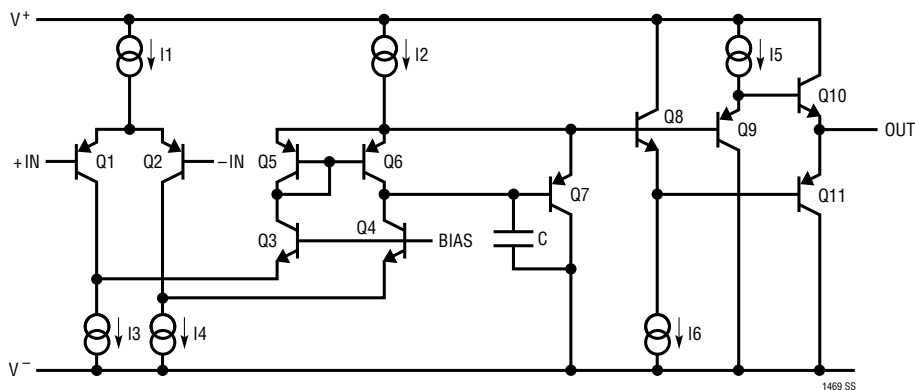 V+
I1
I2
I5
Q8
Q10
+IN
Q1
Q2
–IN
Q5
Q6
Q9
OUT
Q7
Q11
Q3
Q4
BIAS
C
I3
I4
I6
V–
1469 SS